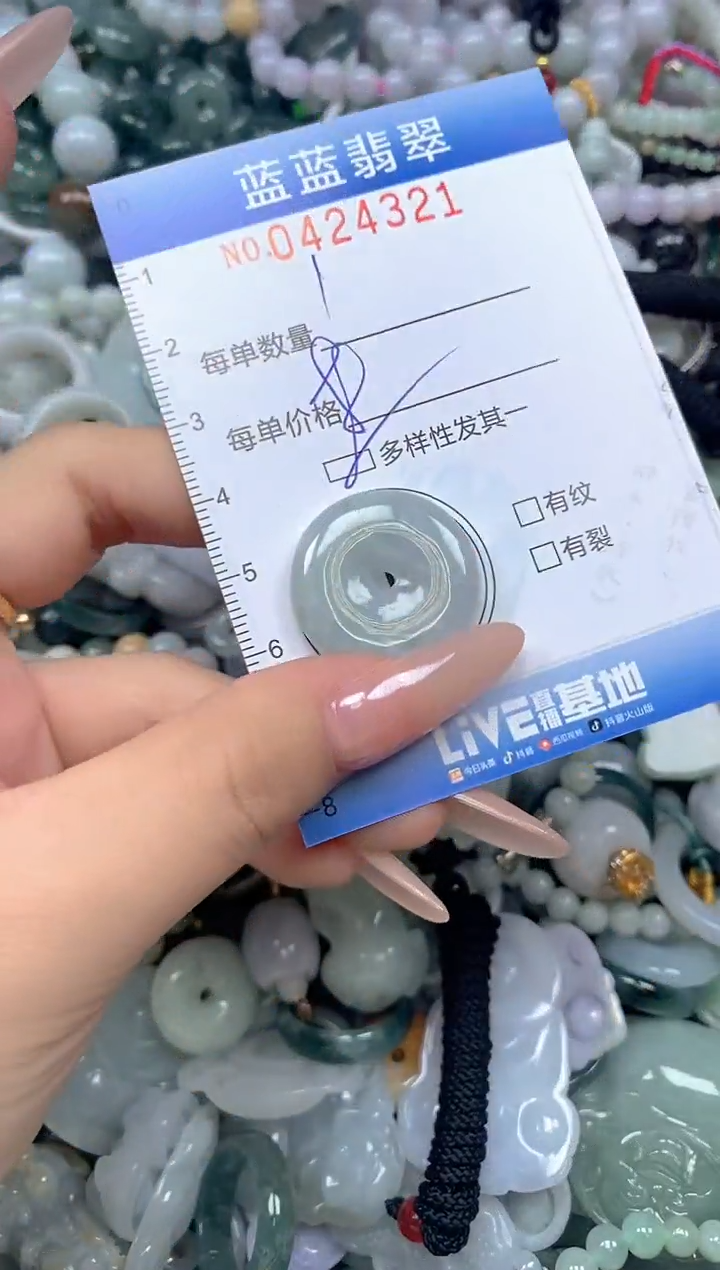 蓝蓝翡翠
NO.0424321
每单数量
每单价格
多样性发其一
有纹
有裂
0
1
2
3
4
5
6
8
LIVE直播基地
今日头条 抖音 西瓜视频 抖音火山版